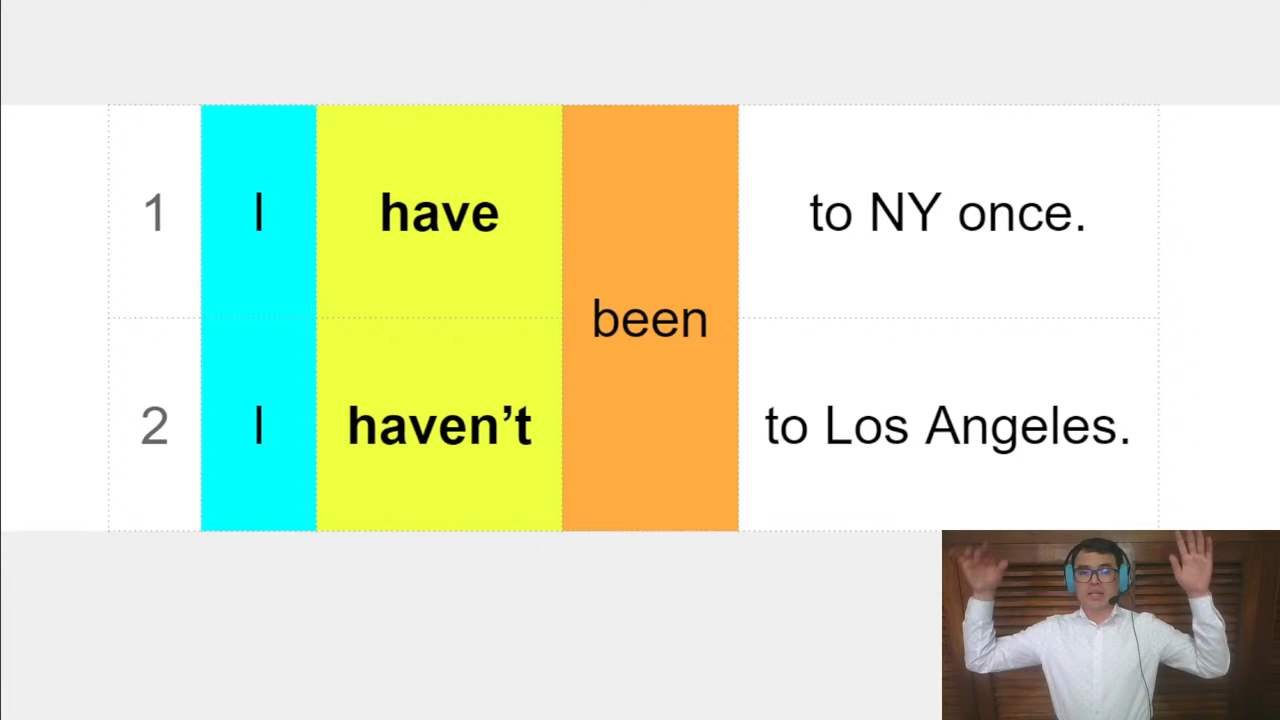 1 I have to NY once.
been
2 I haven’t to Los Angeles.